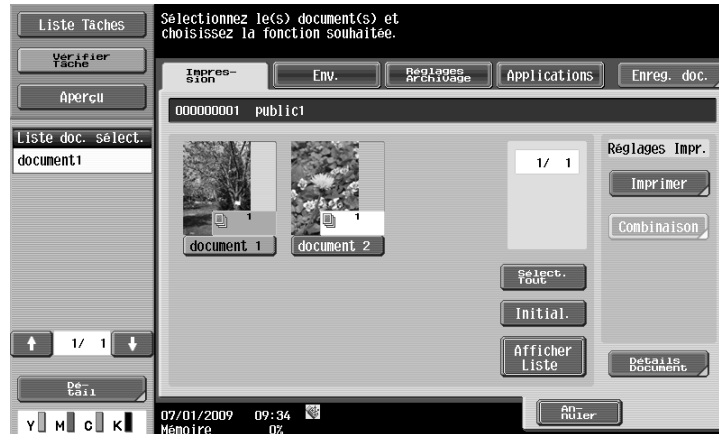 Liste Tâches
Vérifier
Tâche
Aperçu
Liste doc. sélect.
document1
1/ 1
Dé-
tail
Y M C K
Sélectionnez le(s) document(s) et
choisissez la fonction souhaitée.
Impres-
sion
Env.
Réglages
Archivage
Applications
Enreg. doc.
000000001 public1
1
document 1
1
document 2
1/ 1
Sélect.
Tout
Initial.
Afficher
Liste
Réglages Impr.
Imprimer
Combinaison
Détails
Document
An-
nuler
07/01/2009 09:34
Mémoire 0%